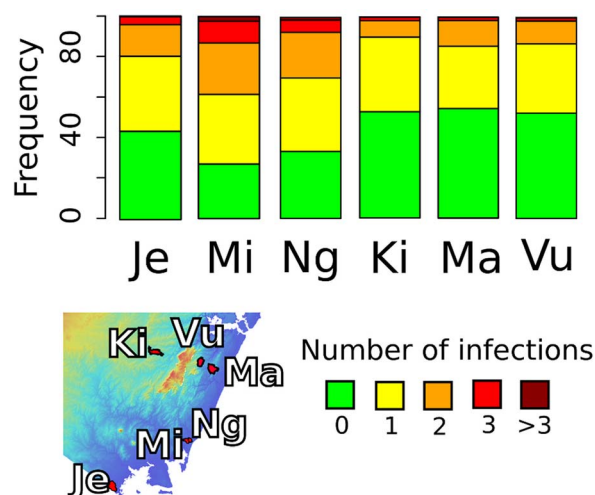 Frequency
80
40
0
Je Mi Ng Ki Ma Vu
Ki Vu
Ma
Ng
Mi
Je
Number of infections
0 1 2 3 >3